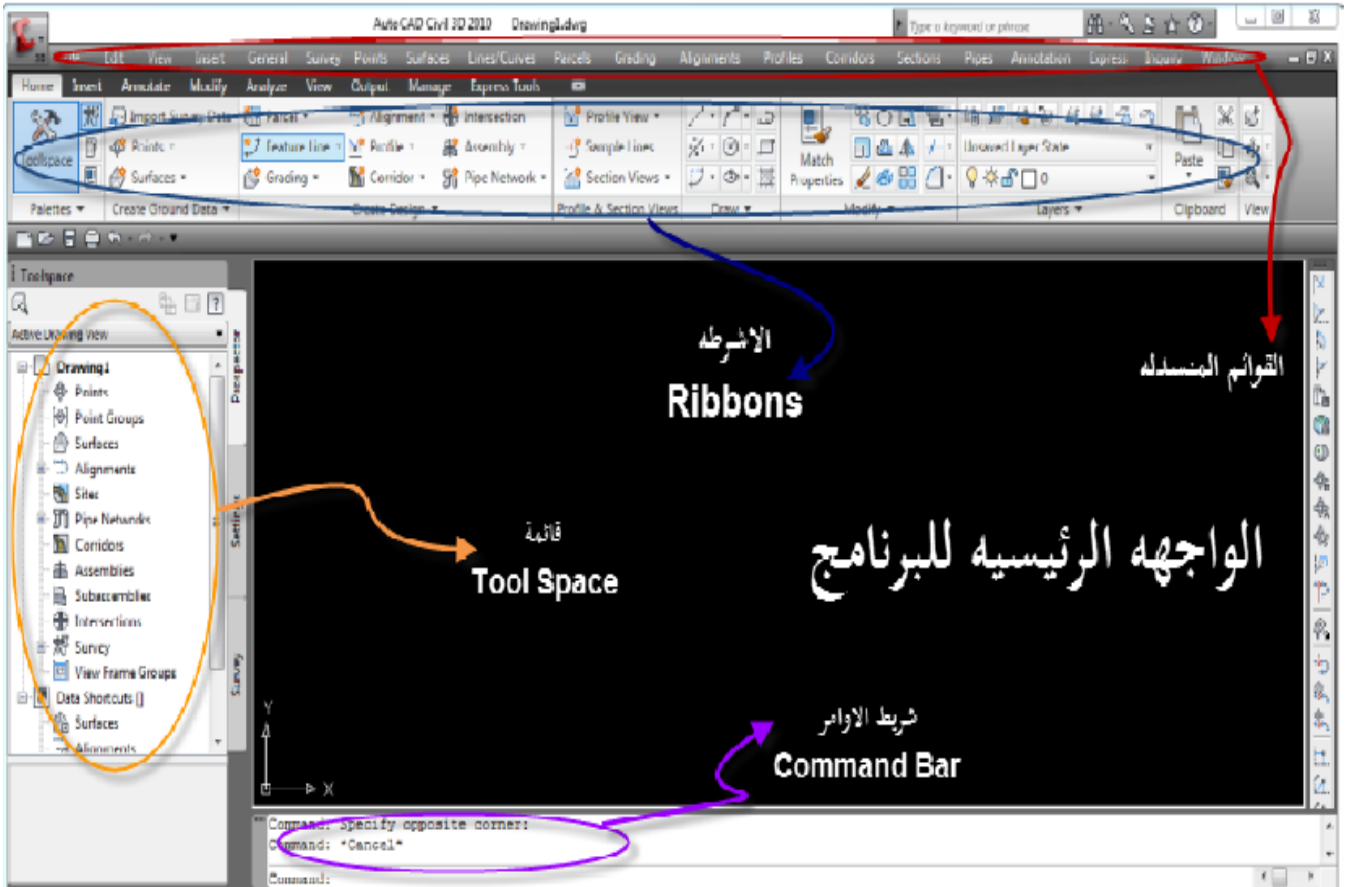 AutoCAD Civil 3D 2010 Drawing1.dwg
Type a keyword or phrase
Edit View Insert General Survey Points Surfaces Lines/Curves Parcels Grading Alignments Profiles Corridors Sections Pipes Annotation Express Inquiry Window
Home Insert Annotate Modify Analyze View Output Manage Express Tools
Import Survey Data Parcel Alignment Intersection Profile View
Toolspace Points Feature Line Profile Assembly Sample Lines Match Properties Unsaved Layer State Paste
Surfaces Grading Corridor Pipe Network Section Views 0
Palettes Create Ground Data Create Design Profile & Section Views Draw Modify Layers Clipboard View
Toolspace
Active Drawing View
Prospector
Settings
Survey
Drawing1
Points
Point Groups
Surfaces
Alignments
Sites
Pipe Networks
Corridors
Assemblies
Subassemblies
Intersections
Survey
View Frame Groups
Data Shortcuts []
Surfaces
Alignments
الاشرطه
Ribbons
القوائم المنسدله
قائمة
Tool Space
الواجهه الرئيسيه للبرنامج
شريط الاوامر
Command Bar
Y
X
Command: Specify opposite corner:
Command: *Cancel*
Command: